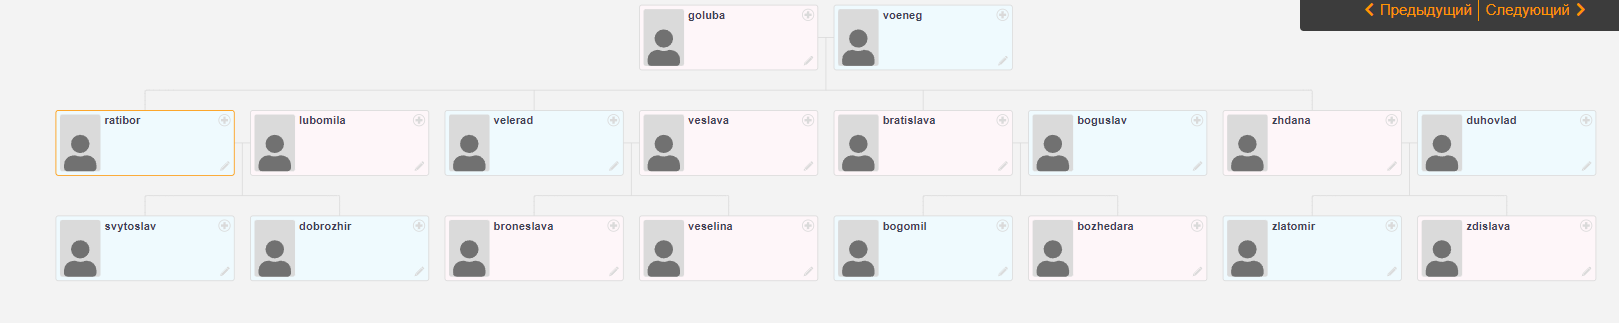 goluba
voeneg
Предыдущий
Следующий
ratibor
lubomila
velerad
veslava
bratislava
boguslav
zhdana
duhovlad
svytoslav
dobrozhir
broneslava
veselina
bogomil
bozhedara
zlatomir
zdislava